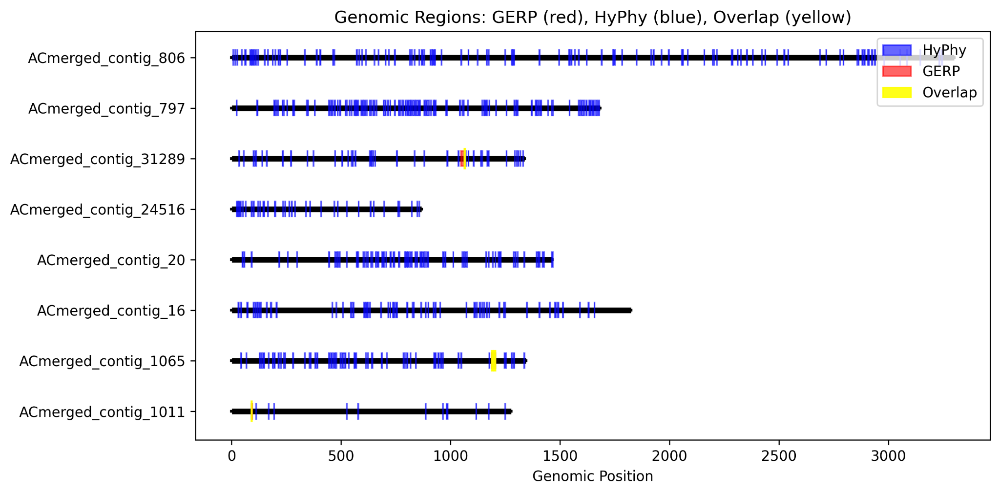 Genomic Regions: GERP (red), HyPhy (blue), Overlap (yellow)
HyPhy
GERP
Overlap
ACmerged_contig_806
ACmerged_contig_797
ACmerged_contig_31289
ACmerged_contig_24516
ACmerged_contig_20
ACmerged_contig_16
ACmerged_contig_1065
ACmerged_contig_1011
0 500 1000 1500 2000 2500 3000
Genomic Position